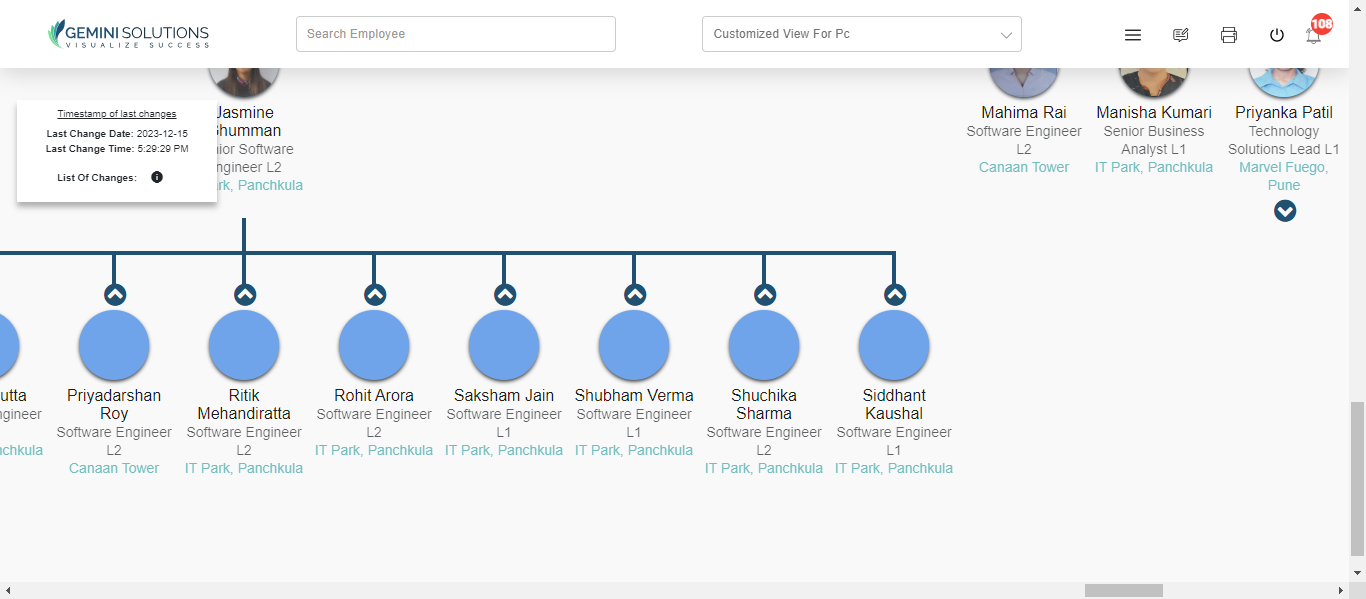 GEMINI SOLUTIONS
VISUALIZE SUCCESS
Search Employee
Customized View For Pc
108
Timestamp of last changes
Last Change Date: 2023-12-15
Last Change Time: 5:29:29 PM
List Of Changes:
Jasmine
Bhumman
ior Software
ngineer L2
rk, Panchkula
Mahima Rai
Software Engineer
L2
Canaan Tower
Manisha Kumari
Senior Business
Analyst L1
IT Park, Panchkula
Priyanka Patil
Technology
Solutions Lead L1
Marvel Fuego,
Pune
utta
ngineer
nchkula
Priyadarshan
Roy
Software Engineer
L2
Canaan Tower
Ritik
Mehandiratta
Software Engineer
L2
IT Park, Panchkula
Rohit Arora
Software Engineer
L2
IT Park, Panchkula
Saksham Jain
Software Engineer
L1
IT Park, Panchkula
Shubham Verma
Software Engineer
L1
IT Park, Panchkula
Shuchika
Sharma
Software Engineer
L2
IT Park, Panchkula
Siddhant
Kaushal
Software Engineer
L1
IT Park, Panchkula